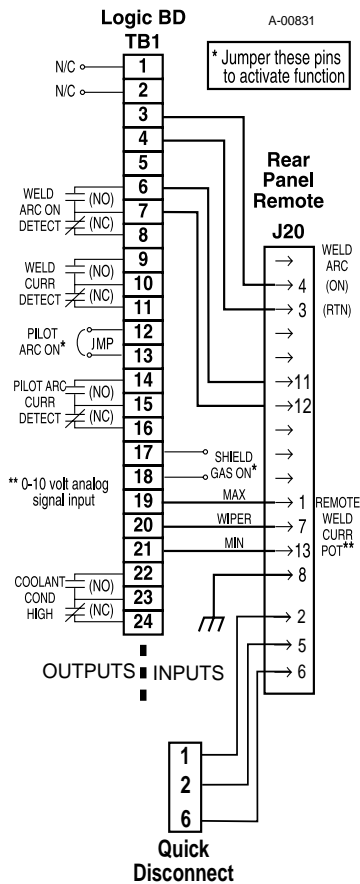 Logic BD
A-00831
TB1
* Jumper these pins
to activate function
N/C
1
N/C
2
3
4
5
Rear
Panel
Remote
J20
WELD
ARC ON
DETECT
(NO)
(NC)
6
7
8
WELD
CURR
DETECT
(NO)
(NC)
9
10
11
PILOT
ARC ON*
JMP
12
13
PILOT ARC
CURR
DETECT
(NO)
(NC)
14
15
16
17
18
SHIELD
GAS ON*
** 0-10 volt analog
signal input
19
MAX
20
WIPER
21
MIN
COOLANT
COND
HIGH
(NO)
(NC)
22
23
24
WELD
ARC
4
(ON)
3
(RTN)
11
12
1
7
13
REMOTE
WELD
CURR
POT**
8
2
5
6
OUTPUTS
INPUTS
1
2
6
Quick
Disconnect